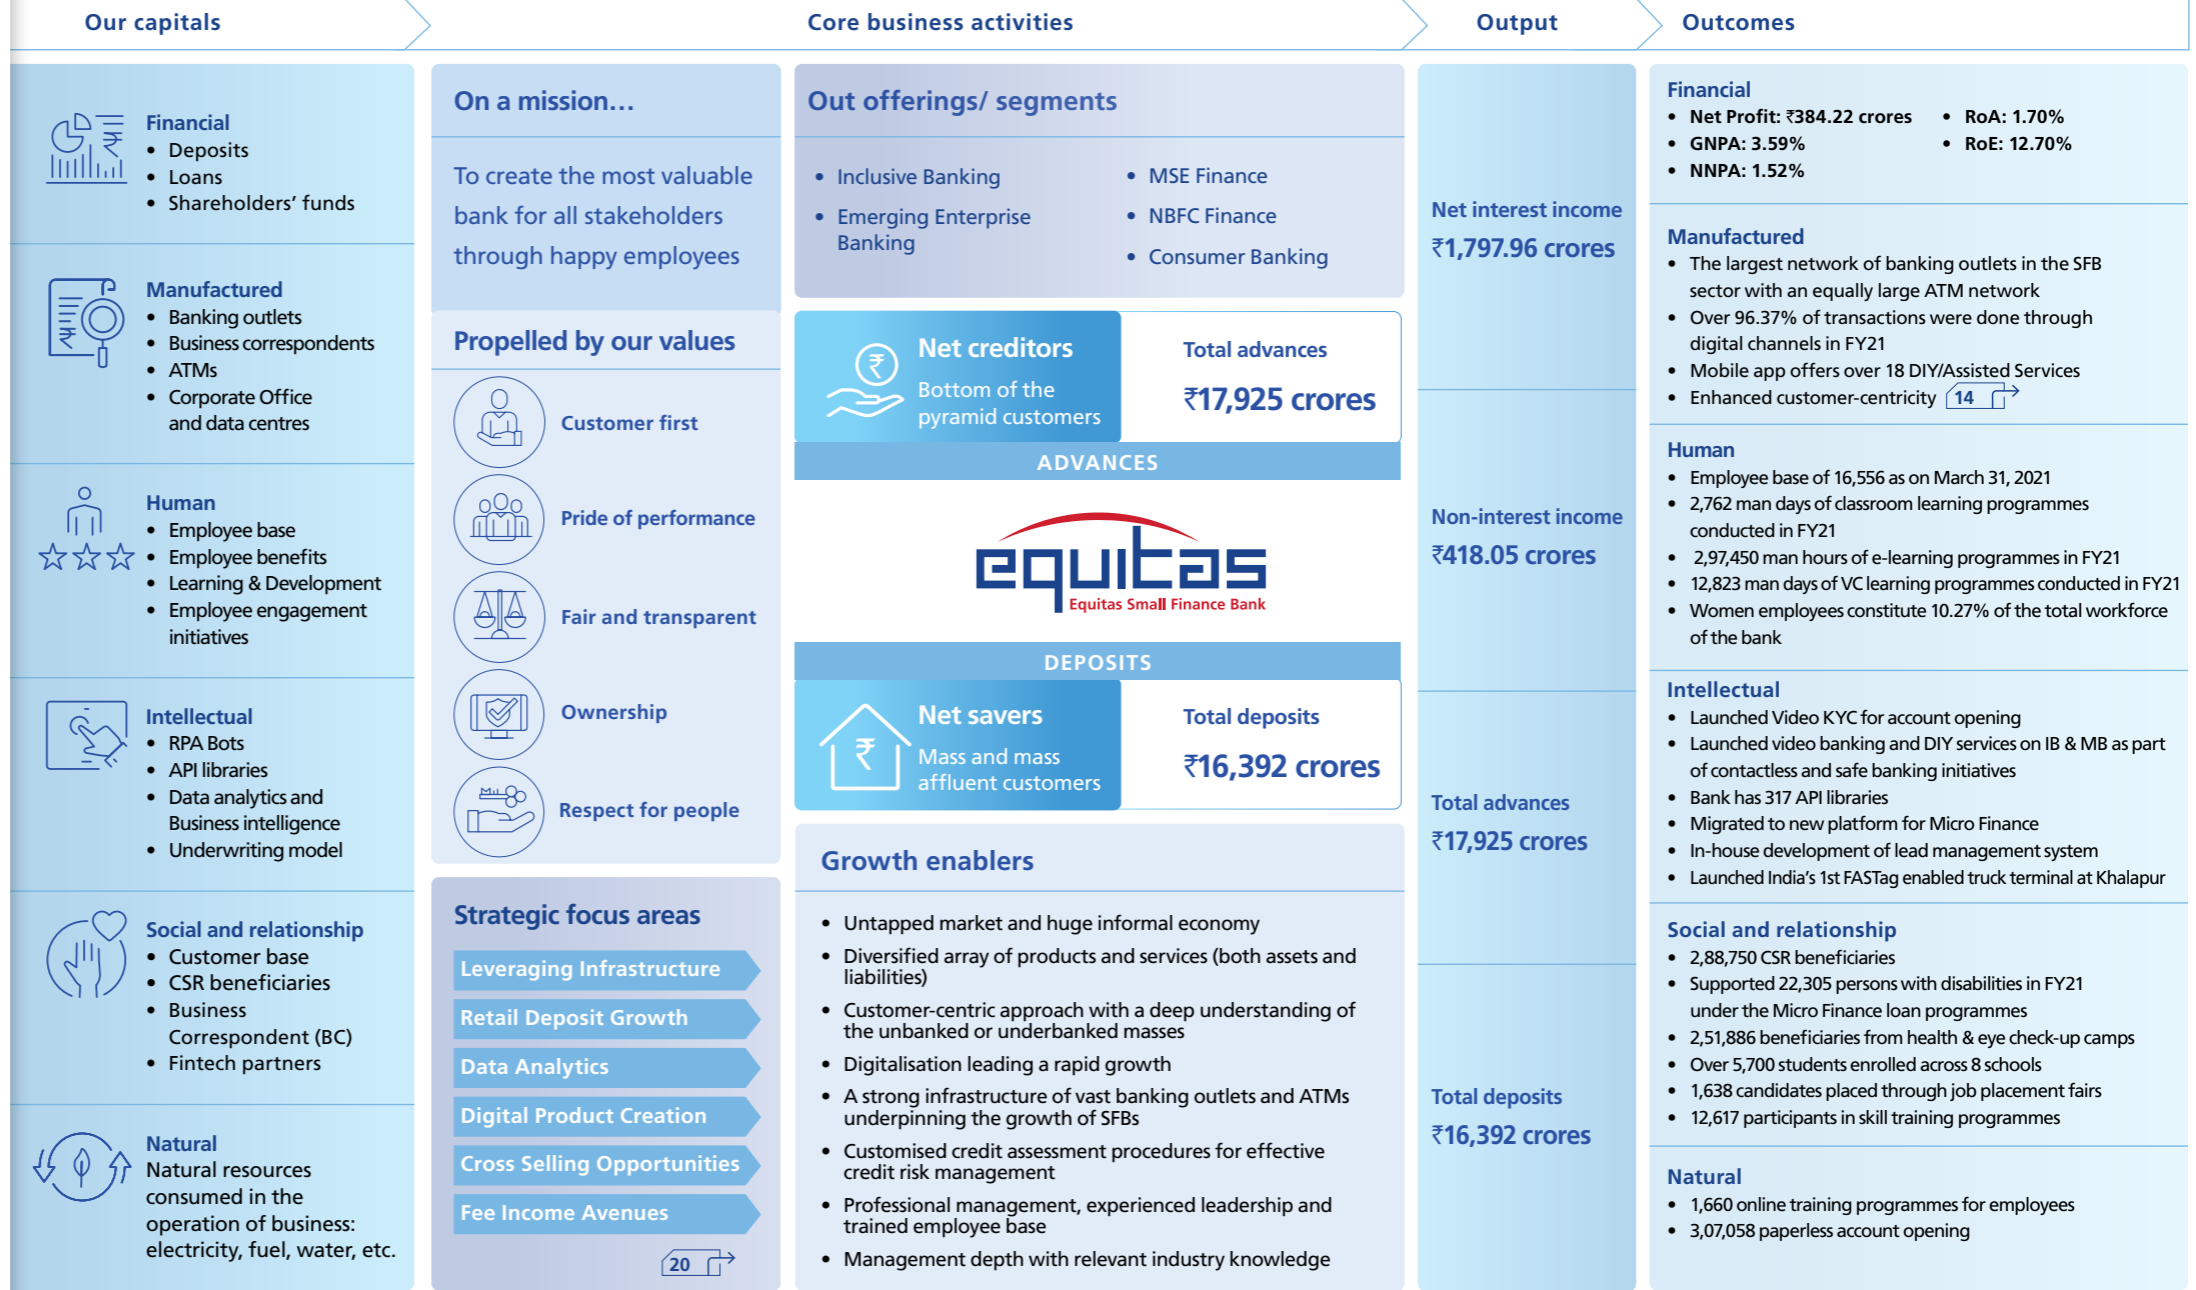 Our capitals
Core business activities
Output
Outcomes
Financial
• Deposits
• Loans
• Shareholders’ funds
Manufactured
• Banking outlets
• Business correspondents
• ATMs
• Corporate Office
and data centres
Human
• Employee base
• Employee benefits
• Learning & Development
• Employee engagement
initiatives
Intellectual
• RPA Bots
• API libraries
• Data analytics and
Business intelligence
• Underwriting model
Social and relationship
• Customer base
• CSR beneficiaries
• Business
Correspondent (BC)
• Fintech partners
Natural
Natural resources
consumed in the
operation of business:
electricity, fuel, water, etc.
On a mission...
To create the most valuable
bank for all stakeholders
through happy employees
Propelled by our values
Customer first
Pride of performance
Fair and transparent
Ownership
Respect for people
Strategic focus areas
Leveraging Infrastructure
Retail Deposit Growth
Data Analytics
Digital Product Creation
Cross Selling Opportunities
Fee Income Avenues
20
Out offerings/ segments
• Inclusive Banking
• Emerging Enterprise
Banking
• MSE Finance
• NBFC Finance
• Consumer Banking
₹
Net creditors
Bottom of the
pyramid customers
Total advances
₹17,925 crores
ADVANCES
equitas
Equitas Small Finance Bank
DEPOSITS
₹
Net savers
Mass and mass
affluent customers
Total deposits
₹16,392 crores
Growth enablers
• Untapped market and huge informal economy
• Diversified array of products and services (both assets and
liabilities)
• Customer-centric approach with a deep understanding of
the unbanked or underbanked masses
• Digitalisation leading a rapid growth
• A strong infrastructure of vast banking outlets and ATMs
underpinning the growth of SFBs
• Customised credit assessment procedures for effective
credit risk management
• Professional management, experienced leadership and
trained employee base
• Management depth with relevant industry knowledge
Net interest income
₹1,797.96 crores
Non-interest income
₹418.05 crores
Total advances
₹17,925 crores
Total deposits
₹16,392 crores
Financial
• Net Profit: ₹384.22 crores
• GNPA: 3.59%
• NNPA: 1.52%
• RoA: 1.70%
• RoE: 12.70%
Manufactured
• The largest network of banking outlets in the SFB
sector with an equally large ATM network
• Over 96.37% of transactions were done through
digital channels in FY21
• Mobile app offers over 18 DIY/Assisted Services
• Enhanced customer-centricity 14
Human
• Employee base of 16,556 as on March 31, 2021
• 2,762 man days of classroom learning programmes
conducted in FY21
• 2,97,450 man hours of e-learning programmes in FY21
• 12,823 man days of VC learning programmes conducted in FY21
• Women employees constitute 10.27% of the total workforce
of the bank
Intellectual
• Launched Video KYC for account opening
• Launched video banking and DIY services on IB & MB as part
of contactless and safe banking initiatives
• Bank has 317 API libraries
• Migrated to new platform for Micro Finance
• In-house development of lead management system
• Launched India’s 1st FASTag enabled truck terminal at Khalapur
Social and relationship
• 2,88,750 CSR beneficiaries
• Supported 22,305 persons with disabilities in FY21
under the Micro Finance loan programmes
• 2,51,886 beneficiaries from health & eye check-up camps
• Over 5,700 students enrolled across 8 schools
• 1,638 candidates placed through job placement fairs
• 12,617 participants in skill training programmes
Natural
• 1,660 online training programmes for employees
• 3,07,058 paperless account opening